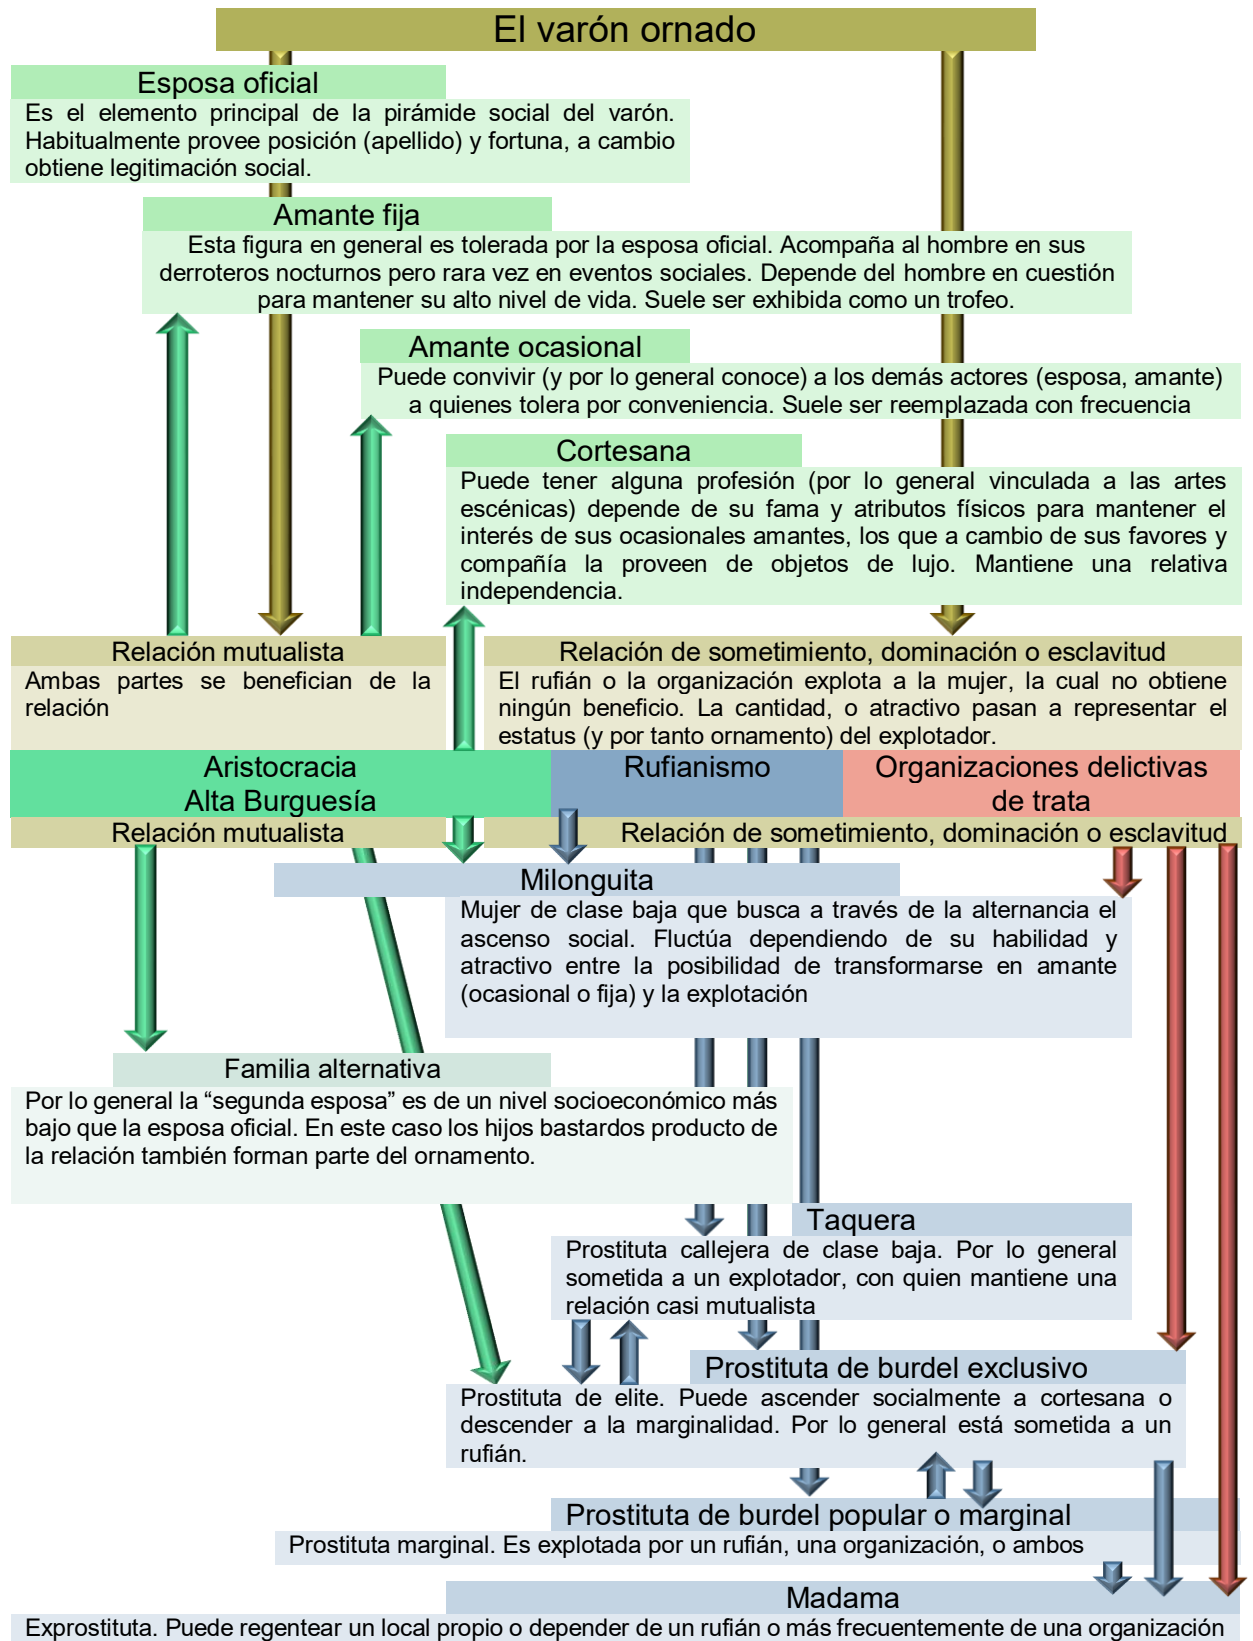 El varón ornado
Esposa oficial
Es el elemento principal de la pirámide social del varón.
Habitualmente provee posición (apellido) y fortuna, a cambio
obtiene legitimación social.
Amante fija
Esta figura en general es tolerada por la esposa oficial. Acompaña al hombre en sus
derroteros nocturnos pero rara vez en eventos sociales. Depende del hombre en cuestión
para mantener su alto nivel de vida. Suele ser exhibida como un trofeo.
Amante ocasional
Puede convivir (y por lo general conoce) a los demás actores (esposa, amante)
a quienes tolera por conveniencia. Suele ser reemplazada con frecuencia
Cortesana
Puede tener alguna profesión (por lo general vinculada a las artes
escénicas) depende de su fama y atributos físicos para mantener el
interés de sus ocasionales amantes, los que a cambio de sus favores y
compañía la proveen de objetos de lujo. Mantiene una relativa
independencia.
Relación mutualista
Ambas partes se benefician de la
relación
Relación de sometimiento, dominación o esclavitud
El rufián o la organización explota a la mujer, la cual no obtiene
ningún beneficio. La cantidad, o atractivo pasan a representar el
estatus (y por tanto ornamento) del explotador.
Aristocracia
Alta Burguesía
Rufianismo
Organizaciones delictivas
de trata
Relación mutualista
Relación de sometimiento, dominación o esclavitud
Milonguita
Mujer de clase baja que busca a través de la alternancia el
ascenso social. Fluctúa dependiendo de su habilidad y
atractivo entre la posibilidad de transformarse en amante
(ocasional o fija) y la explotación
Familia alternativa
Por lo general la “segunda esposa” es de un nivel socioeconómico más
bajo que la esposa oficial. En este caso los hijos bastardos producto de
la relación también forman parte del ornamento.
Taquera
Prostituta callejera de clase baja. Por lo general
sometida a un explotador, con quien mantiene una
relación casi mutualista
Prostituta de burdel exclusivo
Prostituta de elite. Puede ascender socialmente a cortesana o
descender a la marginalidad. Por lo general está sometida a un
rufián.
Prostituta de burdel popular o marginal
Prostituta marginal. Es explotada por un rufián, una organización, o ambos
Madama
Exprostituta. Puede regentear un local propio o depender de un rufián o más frecuentemente de una organización